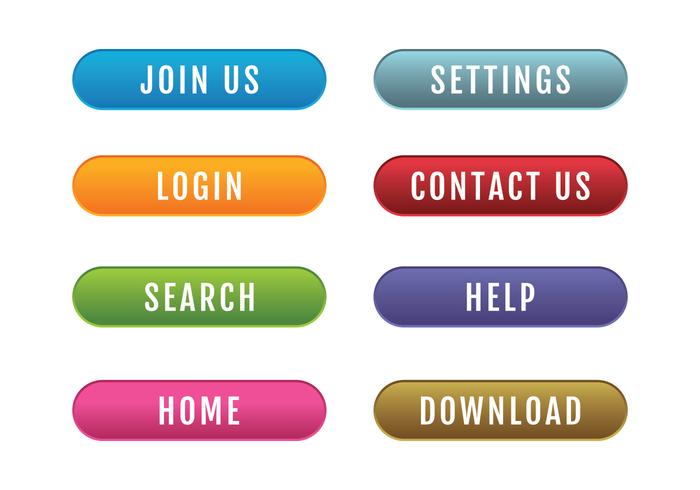 JOIN US
SETTINGS
LOGIN
CONTACT US
SEARCH
HELP
HOME
DOWNLOAD